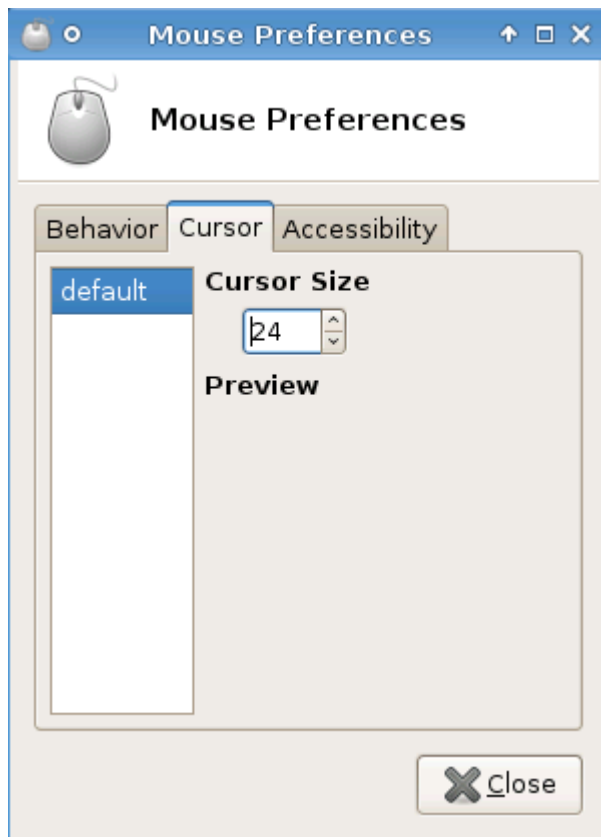 Mouse Preferences
Mouse Preferences
Behavior Cursor Accessibility
default
Cursor Size
24
Preview
Close